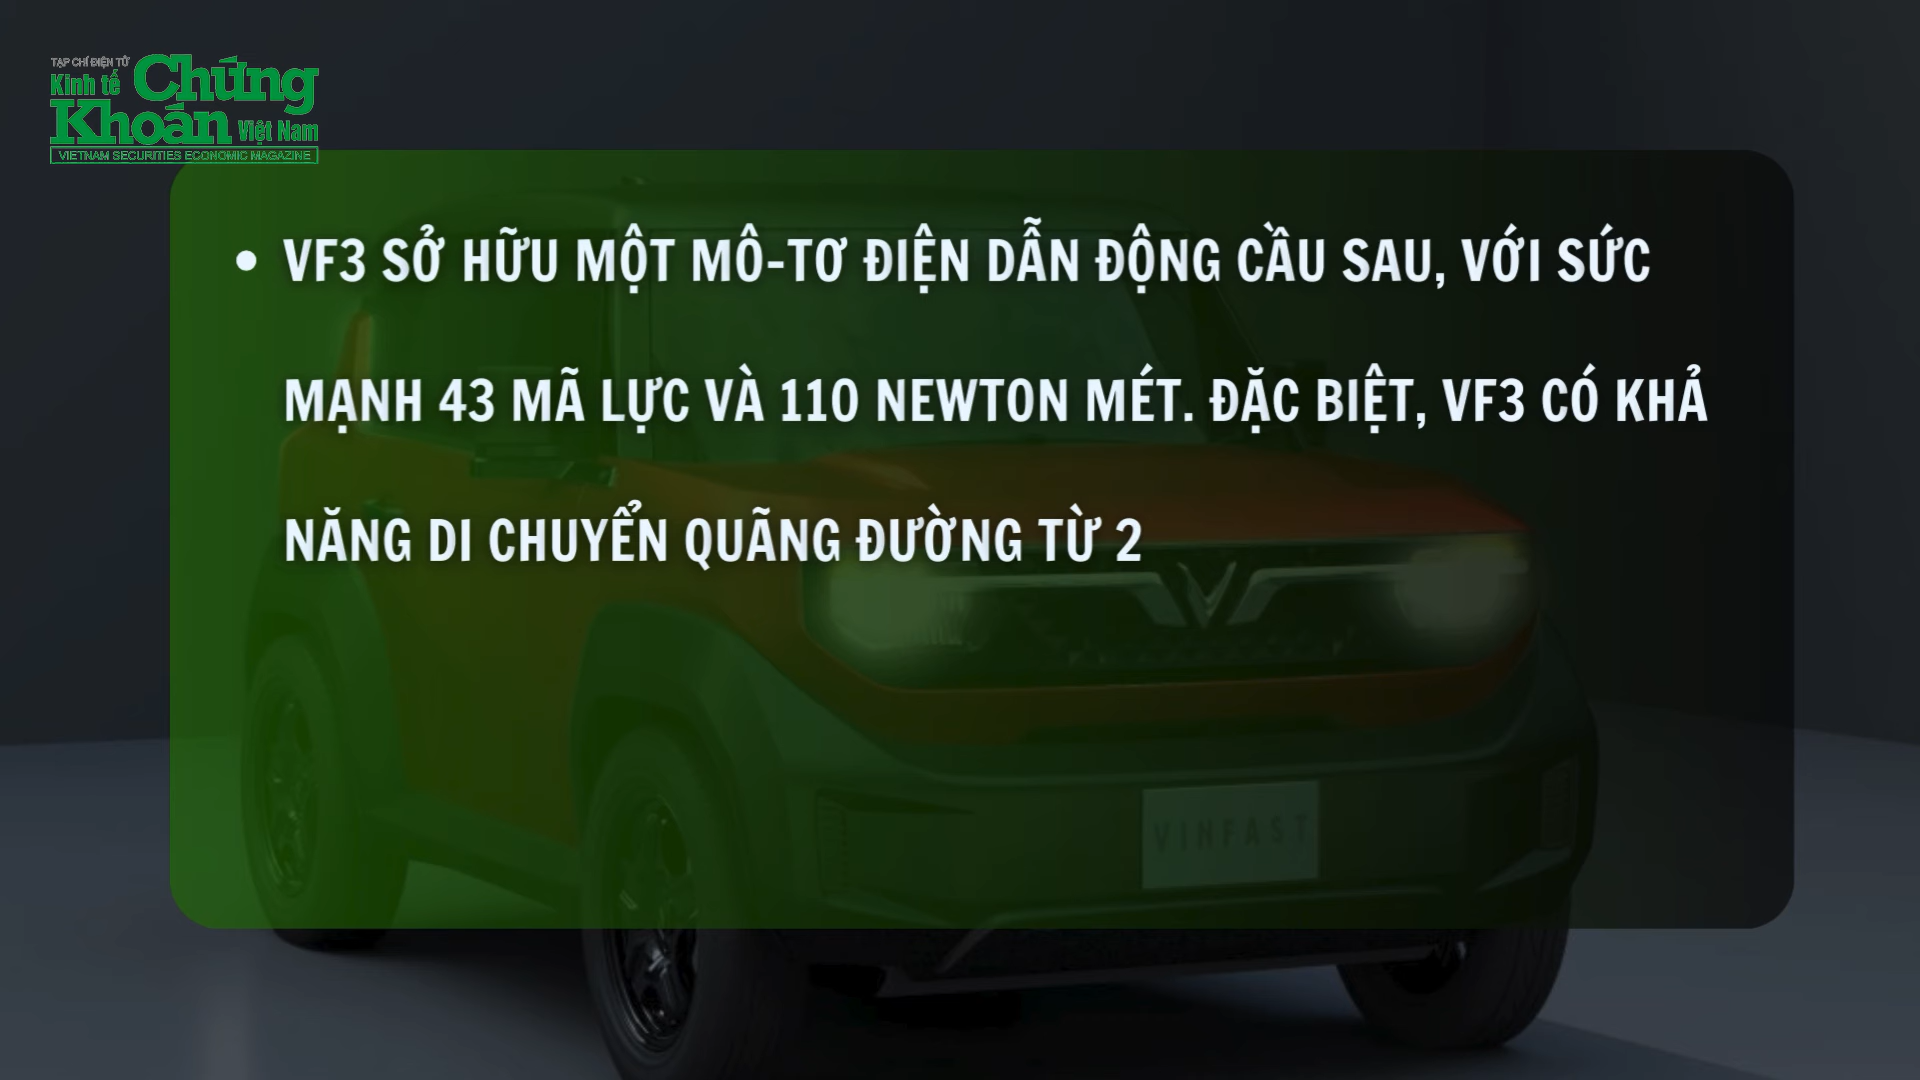 TẠP CHÍ ĐIỆN TỬ
Kinh tế Chứng
Khoán Việt Nam
VIETNAM SECURITIES ECONOMIC MAGAZINE
• VF3 SỞ HỮU MỘT MÔ-TƠ ĐIỆN DẪN ĐỘNG CẦU SAU, VỚI SỨC
MẠNH 43 MÃ LỰC VÀ 110 NEWTON MÉT. ĐẶC BIỆT, VF3 CÓ KHẢ
NĂNG DI CHUYỂN QUÃNG ĐƯỜNG TỪ 2
VINFAST